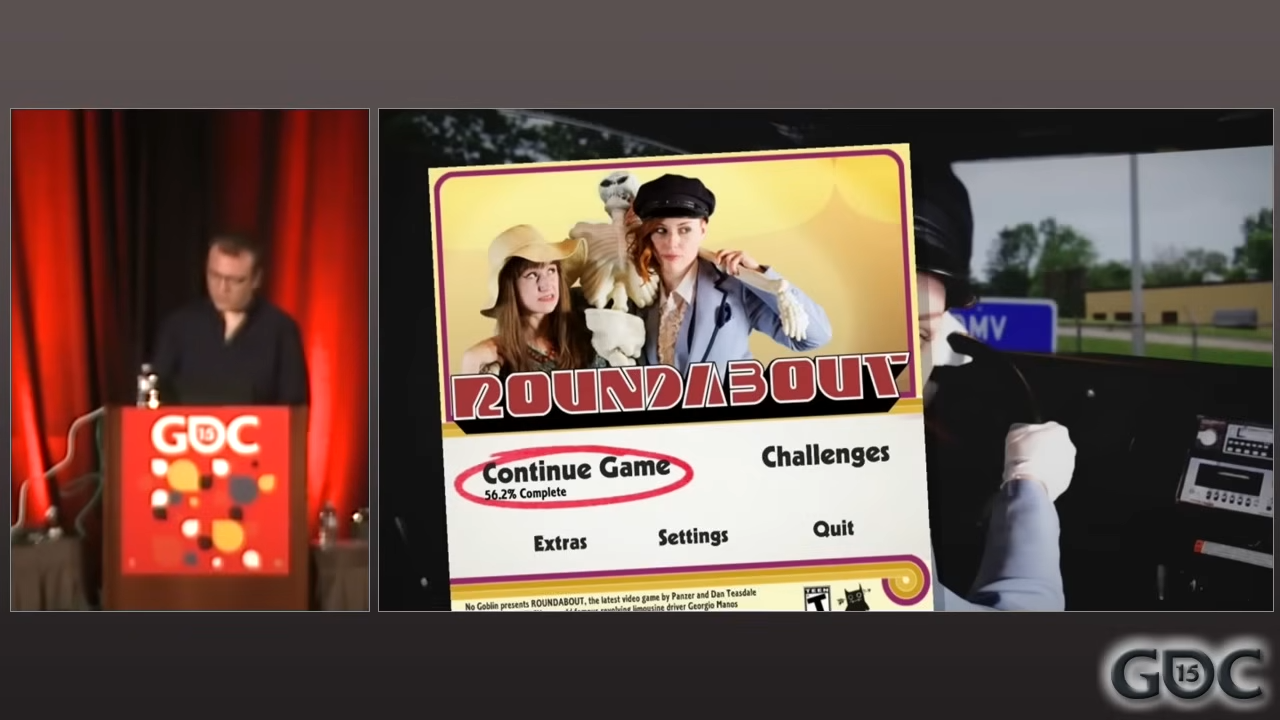 GDC
15
DMV
ROUNDABOUT
Continue Game
56.2% Complete
Challenges
Extras
Settings
Quit
No Goblin presents ROUNDABOUT, the latest video game by Panzer and Dan Teasdale
revolving limousine driver Georgio Manos
TEEN
T
GDC
15